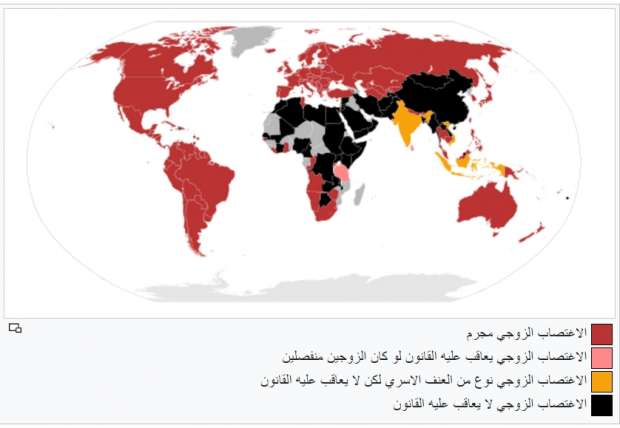 الاغتصاب الزوجي مجرم
الاغتصاب الزوجي يعاقب عليه القانون لو كان الزوجين منفصلين
الاغتصاب الزوجي نوع من العنف الاسري لكن لا يعاقب عليه القانون
الاغتصاب الزوجي لا يعاقب عليه القانون